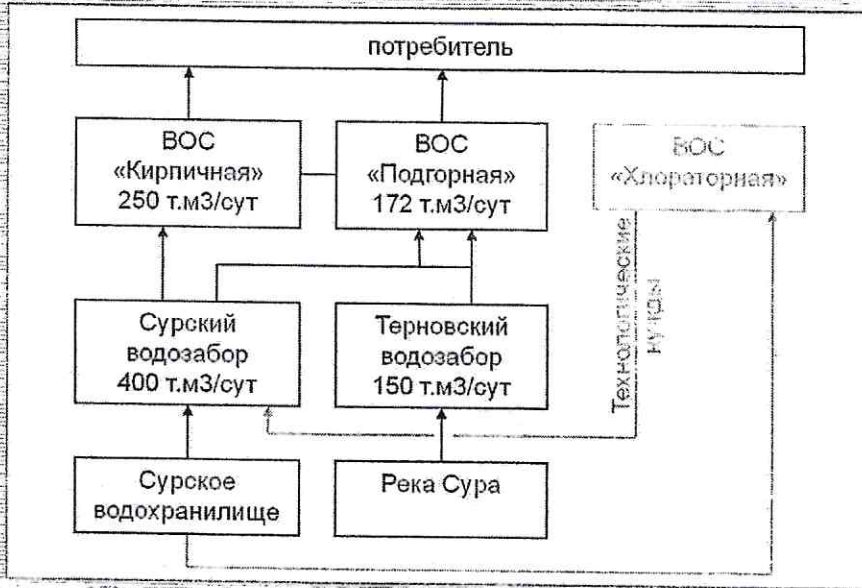 потребитель
ВОС
«Кирпичная»
250 т.м3/сут
ВОС
«Подгорная»
172 т.м3/сут
ВОС
«Хлораторная»
Технологические
нужды
Сурский
водозабор
400 т.м3/сут
Терновский
водозабор
150 т.м3/сут
Сурское
водохранилище
Река Сура